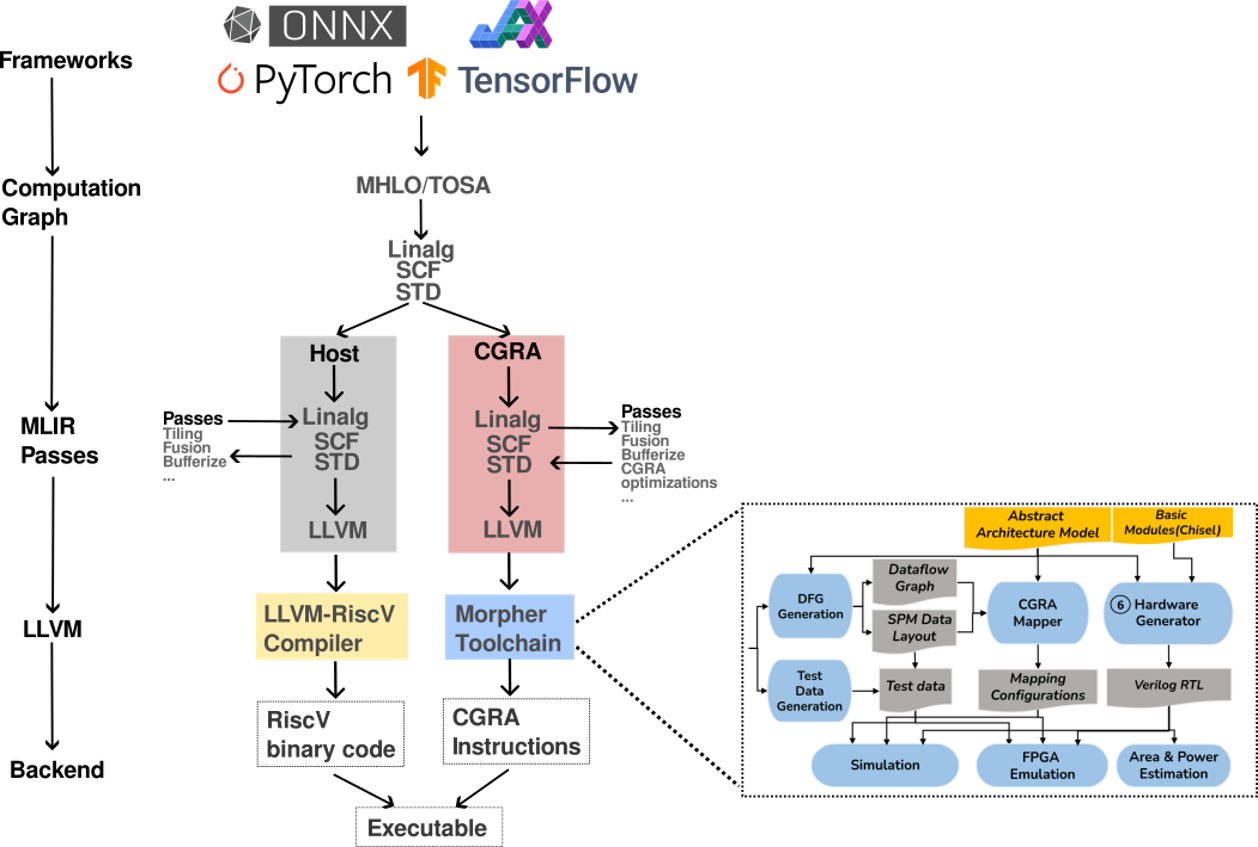 ONNX
JAX
Frameworks
PyTorch
TensorFlow
Computation
Graph
MHLO/TOSA
Linalg
SCF
STD
Host
CGRA
Passes
Tiling
Fusion
Bufferize
...
Linalg
SCF
STD
LLVM
Linalg
SCF
STD
LLVM
Passes
Tiling
Fusion
Bufferize
CGRA
optimizations
...
MLIR
Passes
LLVM
LLVM-RiscV
Compiler
Morpher
Toolchain
RiscV
binary code
CGRA
Instructions
Backend
Executable
Abstract
Architecture Model
Basic
Modules(Chisel)
DFG
Generation
Dataflow
Graph
SPM Data
Layout
CGRA
Mapper
6 Hardware
Generator
Test
Data
Generation
Test data
Mapping
Configurations
Verilog RTL
Simulation
FPGA
Emulation
Area & Power
Estimation